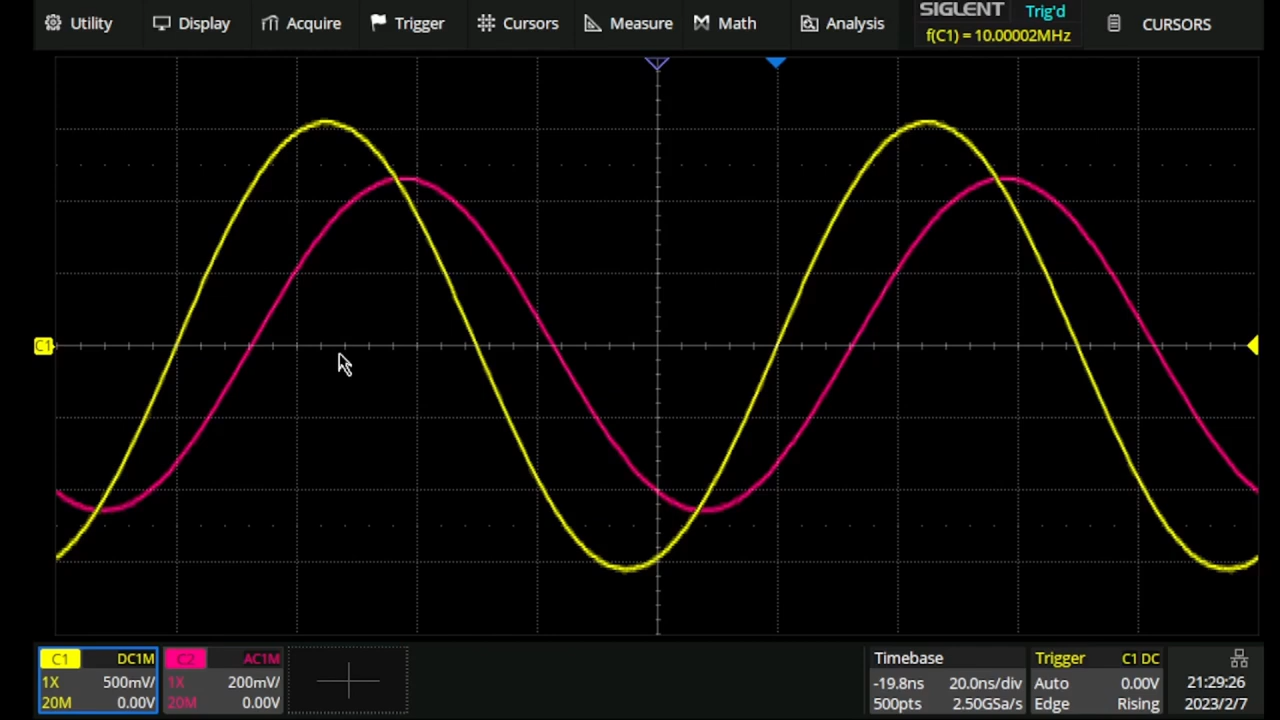 Utility Display Acquire Trigger Cursors Measure Math Analysis SIGLENT Trig'd CURSORS
f(C1) = 10.00002MHz
C1
C1 DC1M C2 AC1M Timebase Trigger C1 DC
1X 500mV/ 1X 200mV/ -19.8ns 20.0ns/div Auto 0.00V 21:29:26
20M 0.00V 20M 0.00V 500pts 2.50GSa/s Edge Rising 2023/2/7